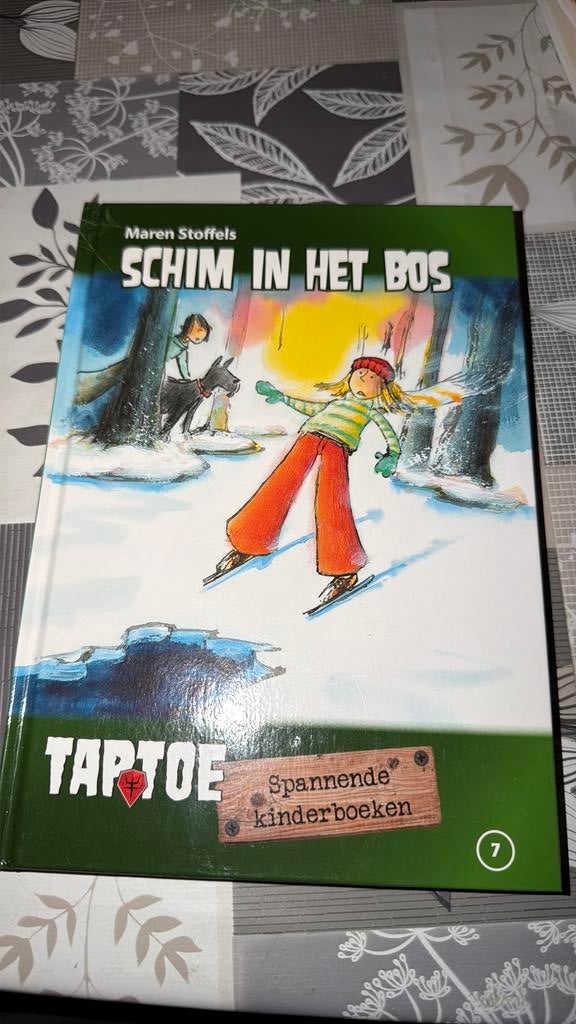 Maren Stoffels
SCHIM IN HET BOS
TAPTOE
Spannende
kinderboeken
7